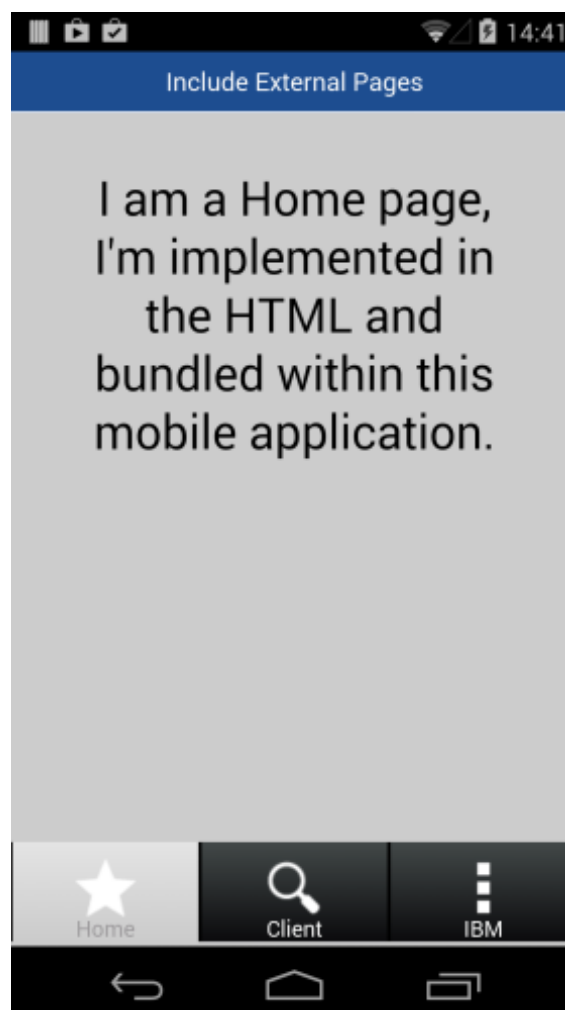 14:41
Include External Pages
I am a Home page,
I'm implemented in
the HTML and
bundled within this
mobile application.
Home
Client
IBM